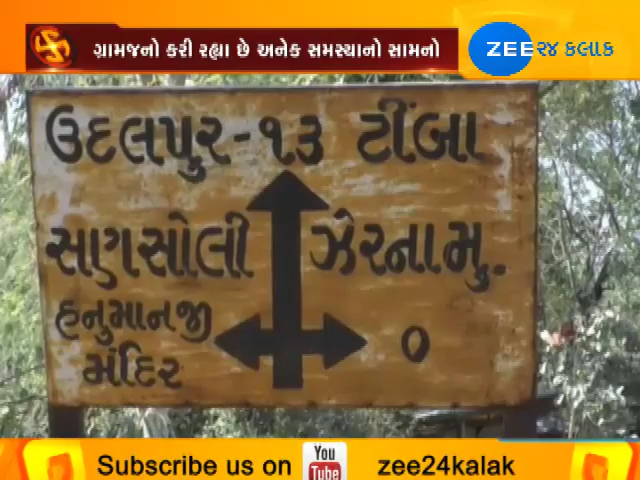 ગ્રામજનો કરી રહ્યા છે અનેક સમસ્યાનો સામનો
ZEE ૨૪ કલાક
ઉદલપુર-૧૩ ટીંબા
સણસોલી ઝેરનામુ.
હનુમાનજી
મંદિર ૦
Subscribe us on You Tube zee24kalak